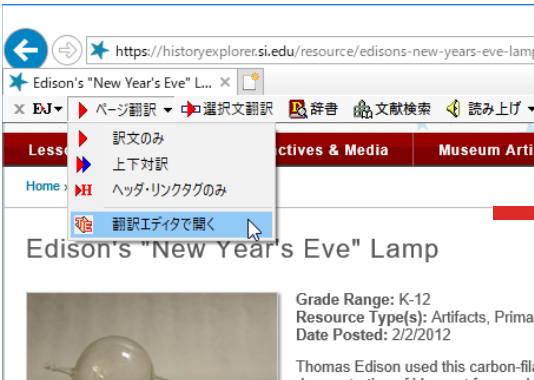 https://historyexplorer.si.edu/resource/edisons-new-years-eve-lamp
Edison's "New Year's Eve" L... ×
× EtJ▼ ページ翻訳 ▼ 選択文翻訳 辞書 文献検索 読み上げ ▼
訳文のみ
上下対訳
ヘッダ・リンクタグのみ
翻訳エディタで開く
Less
ctives & Media
Museum Arti
Home »
Edison's "New Year's Eve" Lamp
Grade Range: K-12
Resource Type(s): Artifacts, Prima
Date Posted: 2/2/2012
Thomas Edison used this carbon-fila